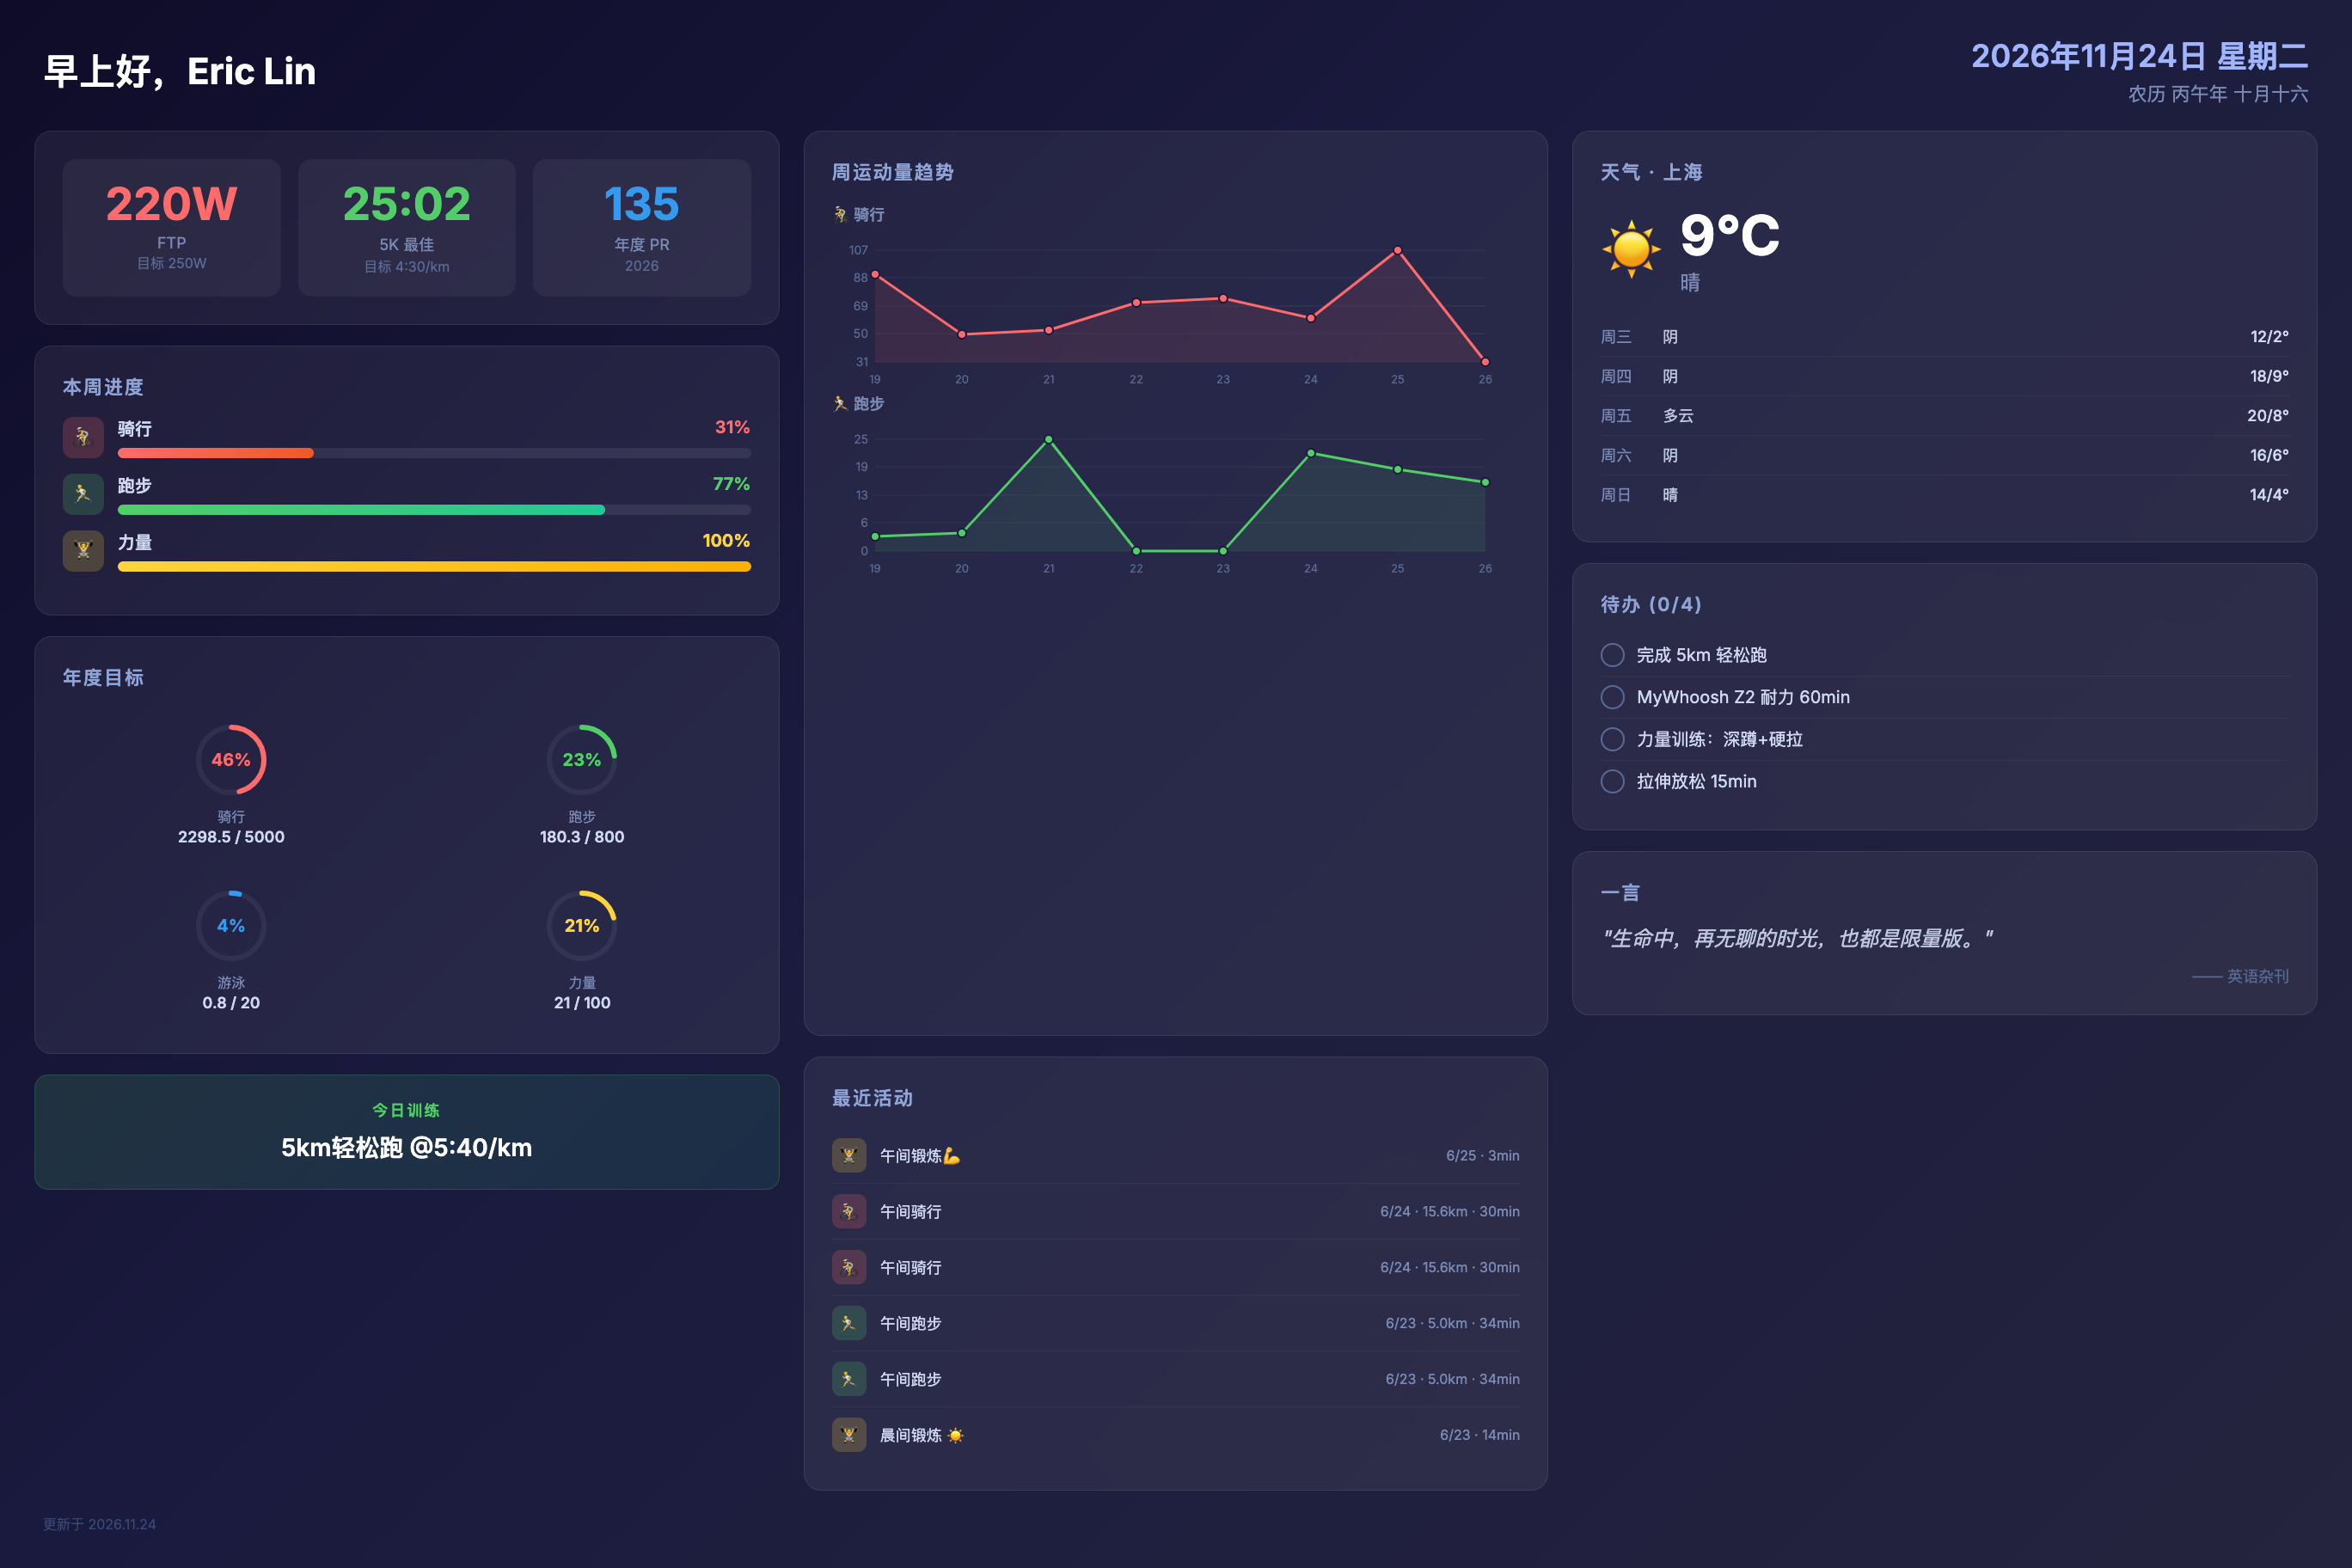 早上好，Eric Lin
2026年11月24日 星期二
农历 丙午年 十月十六
220W
FTP
目标 250W
25:02
5K 最佳
目标 4:30/km
135
年度 PR
2026
本周进度
骑行 31%
跑步 77%
力量 100%
年度目标
46%
骑行
2298.5 / 5000
23%
跑步
180.3 / 800
4%
游泳
0.8 / 20
21%
力量
21 / 100
今日训练
5km轻松跑 @5:40/km
周运动量趋势
骑行
107
88
69
50
31
19 20 21 22 23 24 25 26
跑步
25
19
13
6
0
19 20 21 22 23 24 25 26
最近活动
午间锻炼💪 6/25 · 3min
午间骑行 6/24 · 15.6km · 30min
午间骑行 6/24 · 15.6km · 30min
午间跑步 6/23 · 5.0km · 34min
午间跑步 6/23 · 5.0km · 34min
晨间锻炼 ☀️ 6/23 · 14min
天气 · 上海
9°C
晴
周三 阴 12/2°
周四 阴 18/9°
周五 多云 20/8°
周六 阴 16/6°
周日 晴 14/4°
待办 (0/4)
完成 5km 轻松跑
MyWhoosh Z2 耐力 60min
力量训练：深蹲+硬拉
拉伸放松 15min
一言
"生命中，再无聊的时光，也都是限量版。"
—— 英语杂刊
更新于 2026.11.24